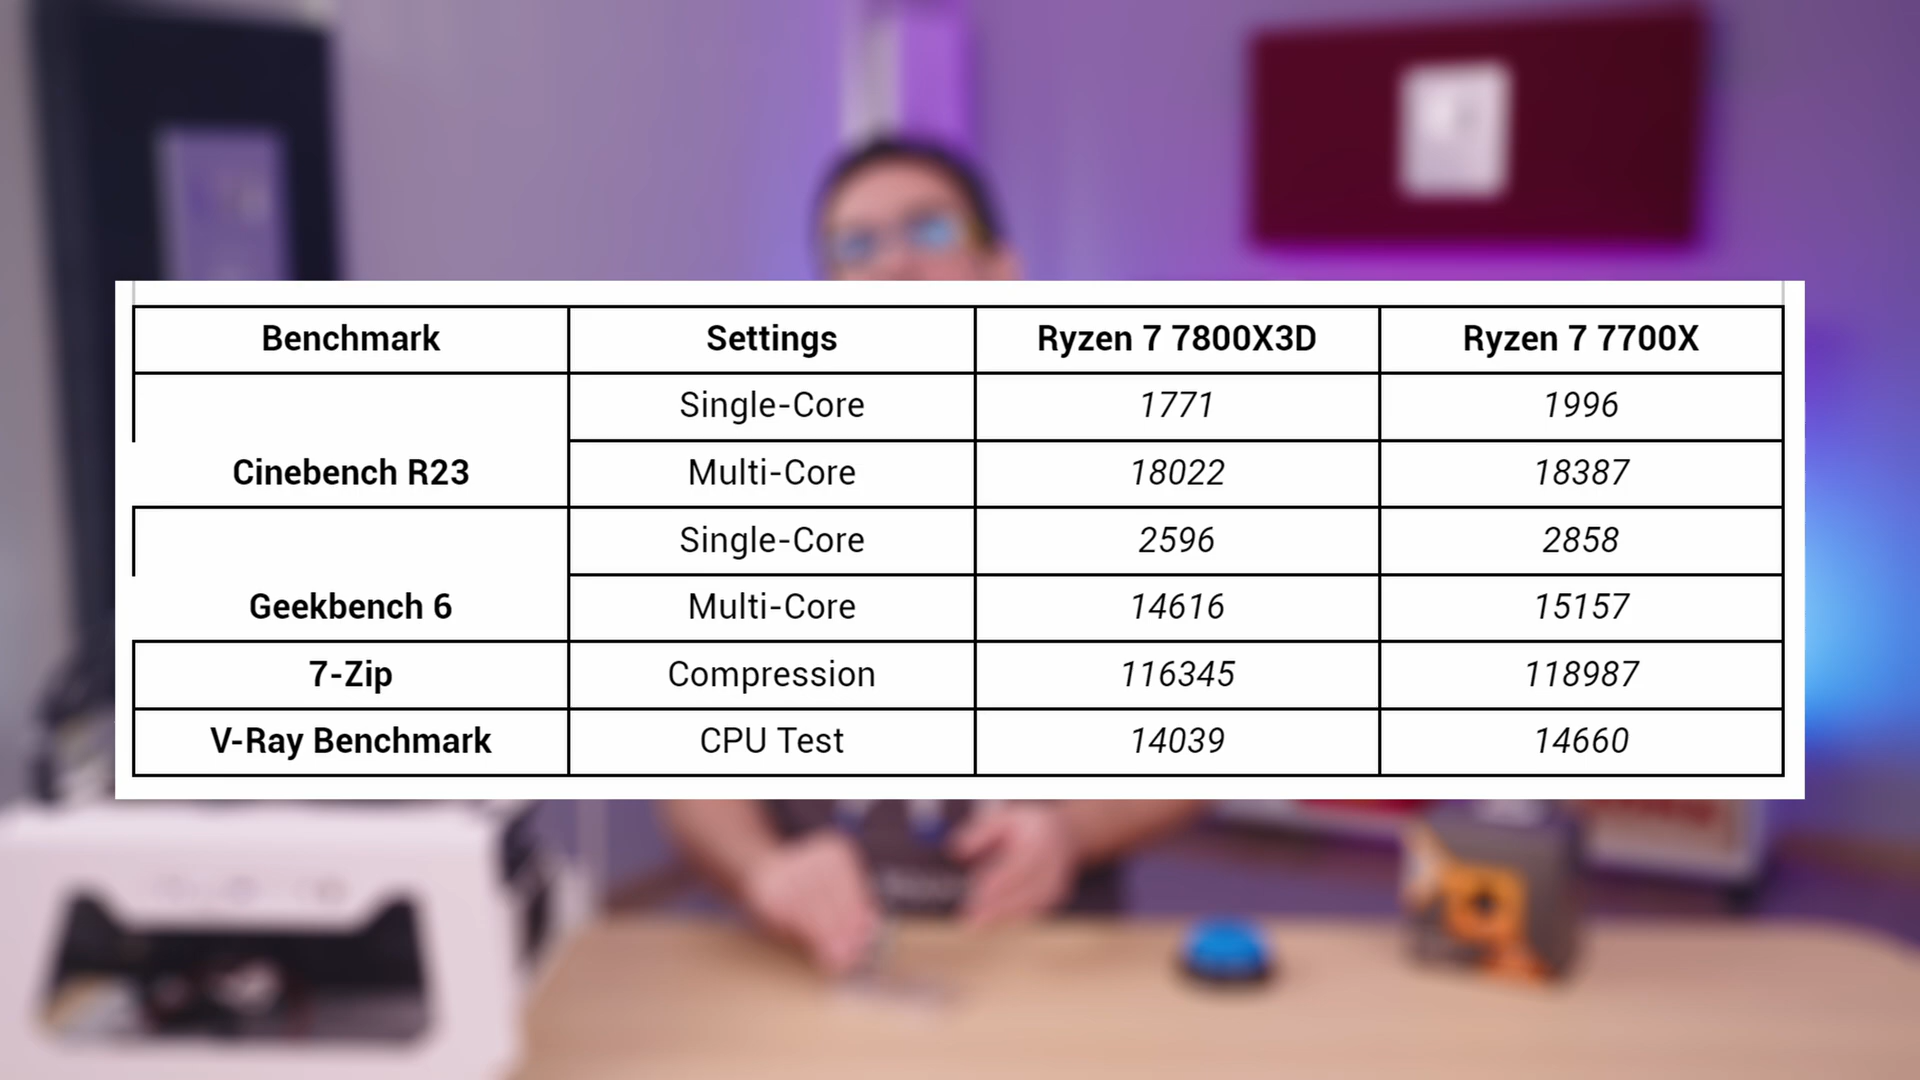 Benchmark Settings Ryzen 7 7800X3D Ryzen 7 7700X
Single-Core 1771 1996
Cinebench R23 Multi-Core 18022 18387
Single-Core 2596 2858
Geekbench 6 Multi-Core 14616 15157
7-Zip Compression 116345 118987
V-Ray Benchmark CPU Test 14039 14660